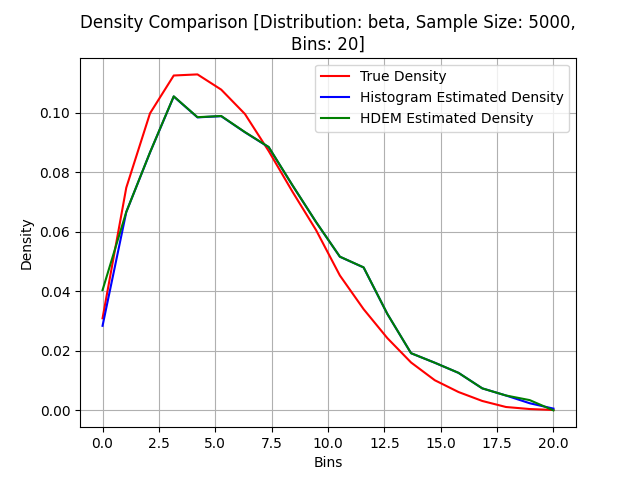 Density Comparison [Distribution: beta, Sample Size: 5000,
Bins: 20]
True Density
Histogram Estimated Density
HDEM Estimated Density
Density
0.10
0.08
0.06
0.04
0.02
0.00
0.0 2.5 5.0 7.5 10.0 12.5 15.0 17.5 20.0
Bins